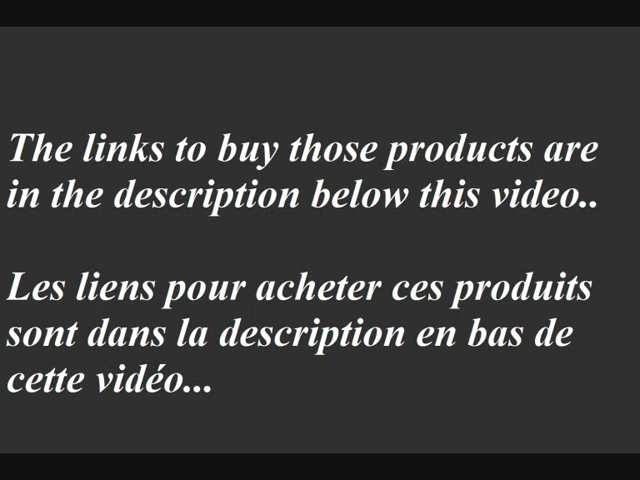 The links to buy those products are
in the description below this video..
Les liens pour acheter ces produits
sont dans la description en bas de
cette vidéo...